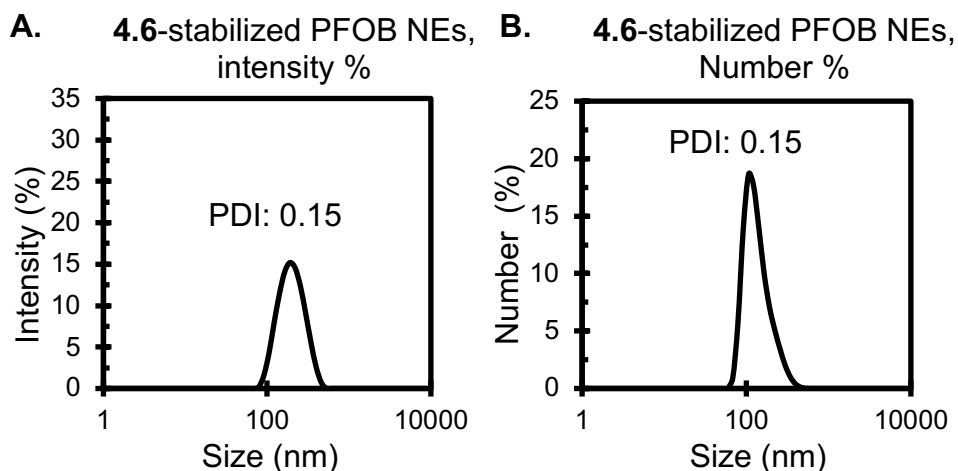 A.
4.6-stabilized PFOB NEs,
intensity %
35
30
25
20
15
10
5
0
Intensity (%)
PDI: 0.15
1
100
10000
Size (nm)
B.
4.6-stabilized PFOB NEs,
Number %
25
20
15
10
5
0
Number (%)
PDI: 0.15
1
100
10000
Size (nm)